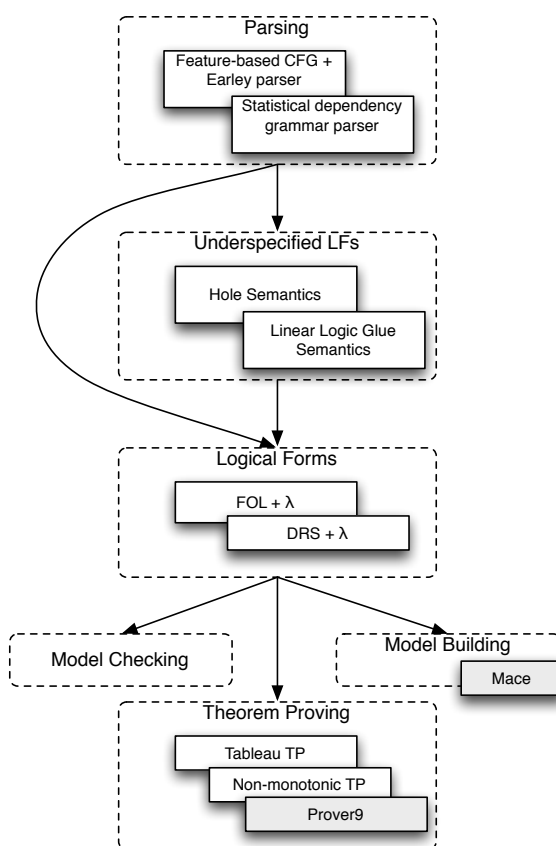 Parsing
Feature-based CFG +
Earley parser
Statistical dependency
grammar parser
Underspecified LFs
Hole Semantics
Linear Logic Glue
Semantics
Logical Forms
FOL + λ
DRS + λ
Model Checking
Model Building
Mace
Theorem Proving
Tableau TP
Non-monotonic TP
Prover9